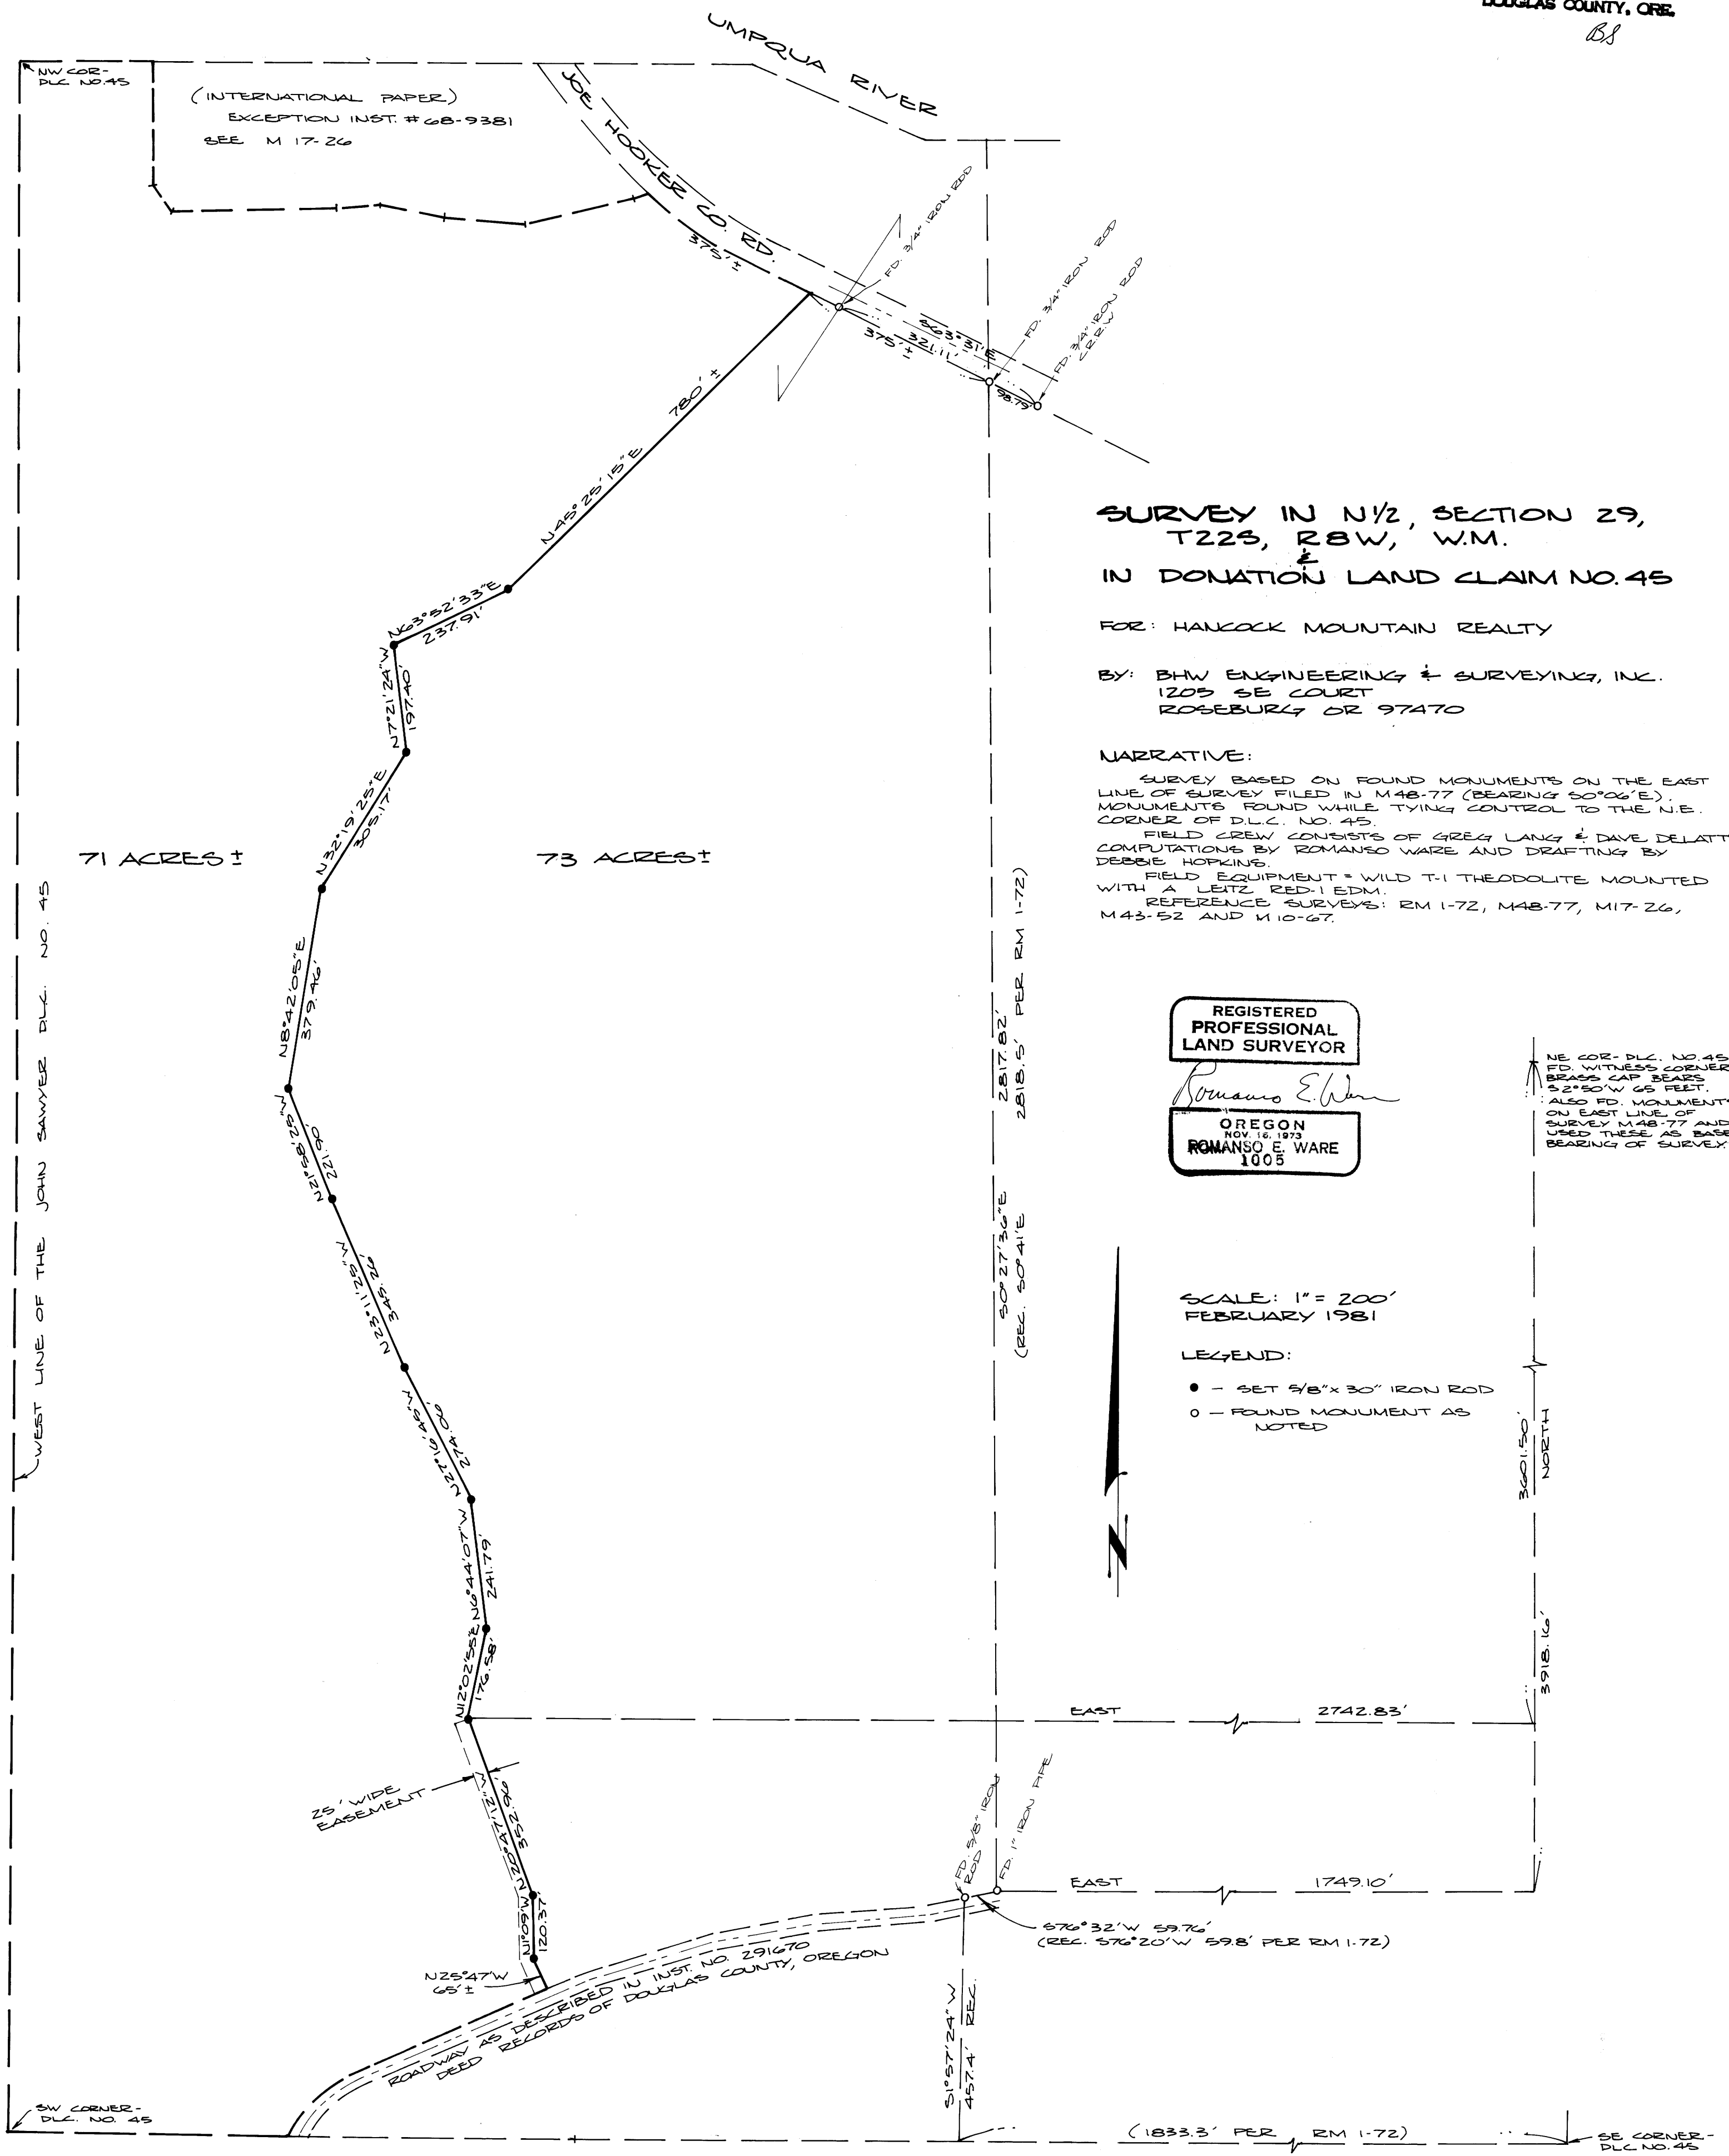 DOUGLAS COUNTY, ORE.
BS
UMPQUA RIVER
NW COR-
DLC NO. 45
(INTERNATIONAL PAPER)
EXCEPTION INST. # 68-9381
SEE M 17-26
JOE HOOKER CO. RD.
375' ±
FD. 3/4" IRON ROD
FD. 3/4" IRON ROD
FD. 3/4" IRON ROD
C.R.R.W
S63°31'E
321.11'
375' ±
98.79'
780' ±
N45°25'15"E
N63°52'33"E
237.91'
N7°21'24"W
197.40'
N32°19'25"E
305.17'
71 ACRES ±
73 ACRES ±
N8°42'05"E
379.46'
N21°58'25"W
221.90'
N23°11'25"W
345.26'
N27°16'45"W
274.06'
N6°44'07"W
241.79'
N12°02'55"E
176.58'
N20°47'12"W
352.96'
N1°09'W
120.37'
N25°47'W
65' ±
25' WIDE
EASEMENT
WEST LINE OF THE JOHN SAWYER DLC. NO. 45
2817.82'
2818.5' PER RM 1-72)
S0°27'36"E
(REC. S0°41'E
SURVEY IN N1/2, SECTION 29,
T22S, R8W, W.M.
&
IN DONATION LAND CLAIM NO. 45
FOR: HANCOCK MOUNTAIN REALTY
BY: BHW ENGINEERING & SURVEYING, INC.
1205 SE COURT
ROSEBURG OR 97470
NARRATIVE:
SURVEY BASED ON FOUND MONUMENTS ON THE EAST
LINE OF SURVEY FILED IN M48-77 (BEARING S0°06'E).
MONUMENTS FOUND WHILE TYING CONTROL TO THE N.E.
CORNER OF D.L.C. NO. 45.
FIELD CREW CONSISTS OF GREG LANG & DAVE DELATT
COMPUTATIONS BY ROMANSO WARE AND DRAFTING BY
DEBBIE HOPKINS.
FIELD EQUIPMENT = WILD T-1 THEODOLITE MOUNTED
WITH A LEITZ RED-1 EDM.
REFERENCE SURVEYS: RM 1-72, M48-77, M17-26,
M43-52 AND M10-67.
REGISTERED
PROFESSIONAL
LAND SURVEYOR
Romanso E. Ware
OREGON
NOV. 16, 1973
ROMANSO E. WARE
1005
NE COR- DLC. NO. 45
FD. WITNESS CORNER
BRASS CAP BEARS
S2°50'W 65 FEET.
ALSO FD. MONUMENTS
ON EAST LINE OF
SURVEY M48-77 AND
USED THESE AS BASE
BEARING OF SURVEY.
SCALE: 1" = 200'
FEBRUARY 1981
LEGEND:
● - SET 5/8" x 30" IRON ROD
○ - FOUND MONUMENT AS
NOTED
N
3601.50'
NORTH
3918.16'
EAST 2742.83'
FD. 5/8" IRON
ROD
FD. 1" IRON PIPE
EAST 1749.10'
S76°32'W 59.76'
(REC. S76°20'W 59.8' PER RM 1-72)
ROADWAY AS DESCRIBED IN INST. NO. 291670
DEED RECORDS OF DOUGLAS COUNTY, OREGON
S1°57'24"W
457.4' REC.
SW CORNER-
DLC. NO. 45
(1833.3' PER RM 1-72)
SE CORNER-
DLC NO. 45